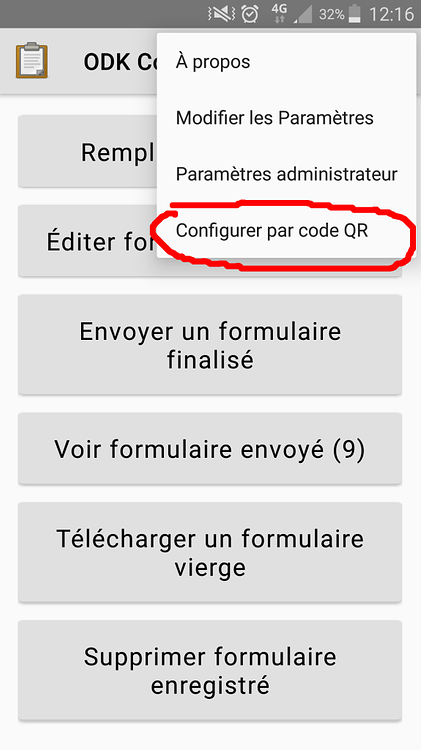 4G 32% 12:16
ODK Co
À propos
Modifier les Paramètres
Paramètres administrateur
Configurer par code QR
Rempl
Éditer for
Envoyer un formulaire
finalisé
Voir formulaire envoyé (9)
Télécharger un formulaire
vierge
Supprimer formulaire
enregistré